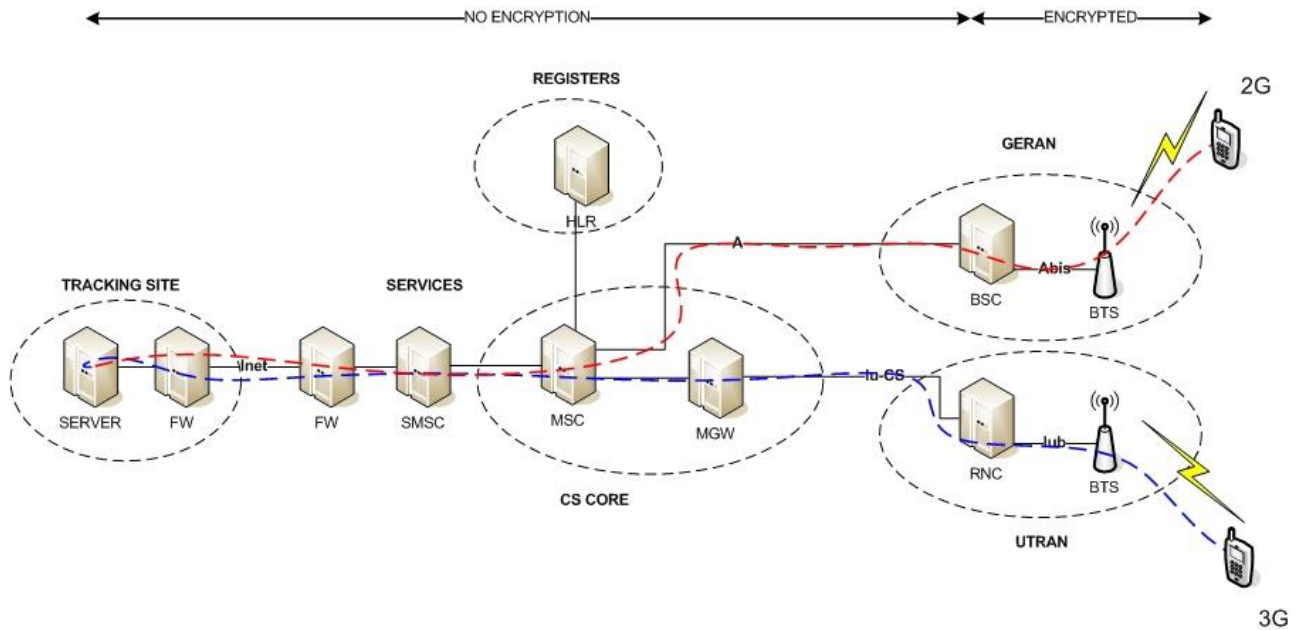 NO ENCRYPTION
ENCRYPTED
REGISTERS
2G
GERAN
HLR
A
TRACKING SITE
SERVICES
BSC
Abis
BTS
Inet
Iu-CS
SERVER
FW
FW
SMSC
MSC
MGW
Iub
RNC
BTS
CS CORE
UTRAN
3G